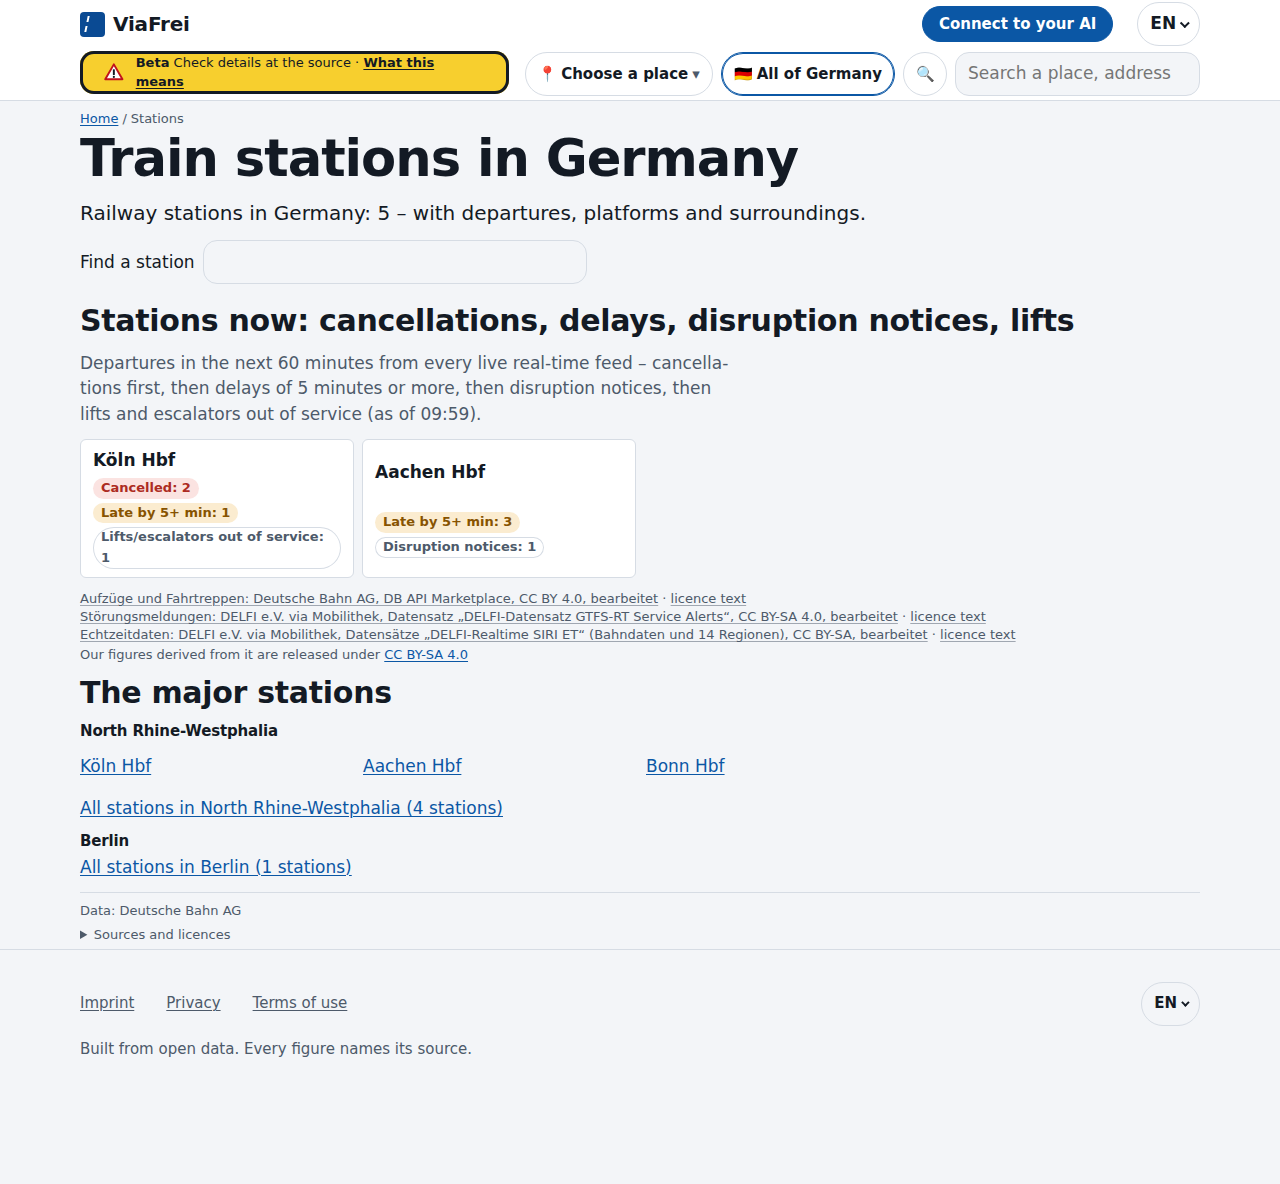 ViaFrei
Connect to your AI
EN
Beta Check details at the source · What this
means
Choose a place ▾
All of Germany
Search a place, address
Home / Stations
Train stations in Germany
Railway stations in Germany: 5 – with departures, platforms and surroundings.
Find a station
Stations now: cancellations, delays, disruption notices, lifts
Departures in the next 60 minutes from every live real-time feed – cancella-
tions first, then delays of 5 minutes or more, then disruption notices, then
lifts and escalators out of service (as of 09:59).
Köln Hbf
Cancelled: 2
Late by 5+ min: 1
Lifts/escalators out of service:
1
Aachen Hbf
Late by 5+ min: 3
Disruption notices: 1
Aufzüge und Fahrtreppen: Deutsche Bahn AG, DB API Marketplace, CC BY 4.0, bearbeitet · licence text
Störungsmeldungen: DELFI e.V. via Mobilithek, Datensatz „DELFI-Datensatz GTFS-RT Service Alerts“, CC BY-SA 4.0, bearbeitet · licence text
Echtzeitdaten: DELFI e.V. via Mobilithek, Datensätze „DELFI-Realtime SIRI ET“ (Bahndaten und 14 Regionen), CC BY-SA, bearbeitet · licence text
Our figures derived from it are released under CC BY-SA 4.0
The major stations
North Rhine-Westphalia
Köln Hbf
Aachen Hbf
Bonn Hbf
All stations in North Rhine-Westphalia (4 stations)
Berlin
All stations in Berlin (1 stations)
Data: Deutsche Bahn AG
Sources and licences
Imprint
Privacy
Terms of use
EN
Built from open data. Every figure names its source.